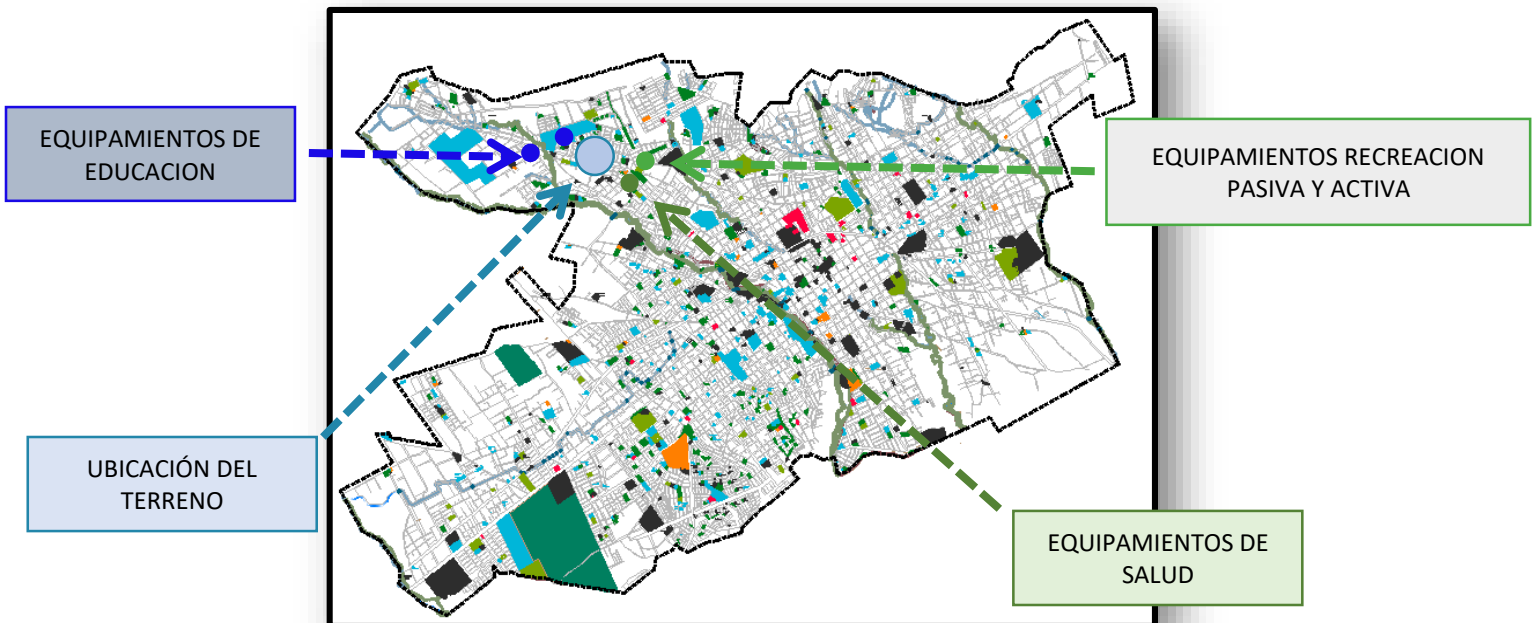 EQUIPAMIENTOS DE
EDUCACION
EQUIPAMIENTOS RECREACION
PASIVA Y ACTIVA
UBICACIÓN DEL
TERRENO
EQUIPAMIENTOS DE
SALUD